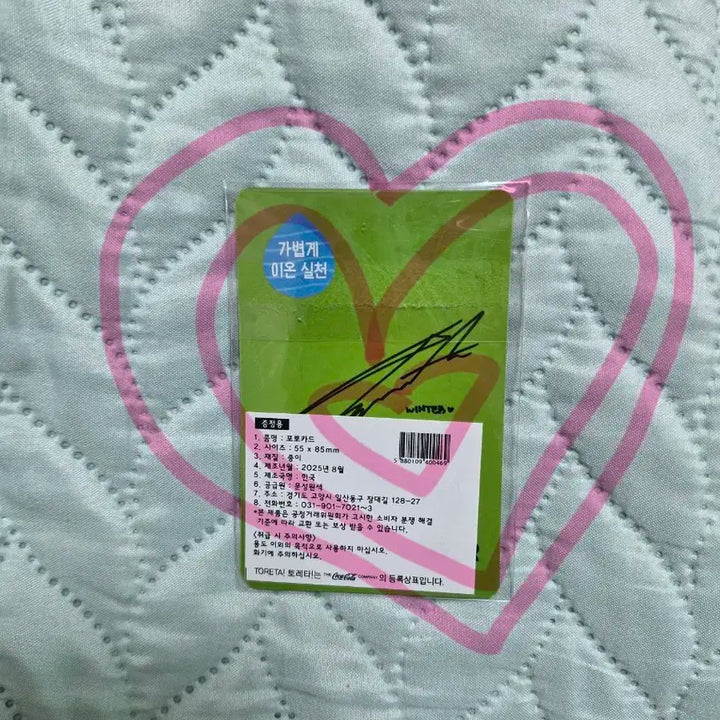 가볍게
이온 실천
WINTER ♥
증정용
1. 품명 : 포토카드
2. 사이즈 : 55 x 85mm
3. 재질 : 종이
4. 제조년월 : 2025년 8월
5. 제조국명 : 한국
6. 공급원 : 문성원색
7. 주소 : 경기도 고양시 일산동구 장대길 128-27
8. 전화번호 : 031-901-7021~3
*본 제품은 공정거래위원회가 고시한 소비자 분쟁 해결
기준에 따라 교환 또는 보상 받을 수 있습니다.
<취급 시 주의사항>
용도 이외의 목적으로 사용하지 마십시오.
화기에 주의하십시오.
TORETA! 토레타!는 THE Coca-Cola COMPANY 의 등록상표입니다.
5 880109 400469